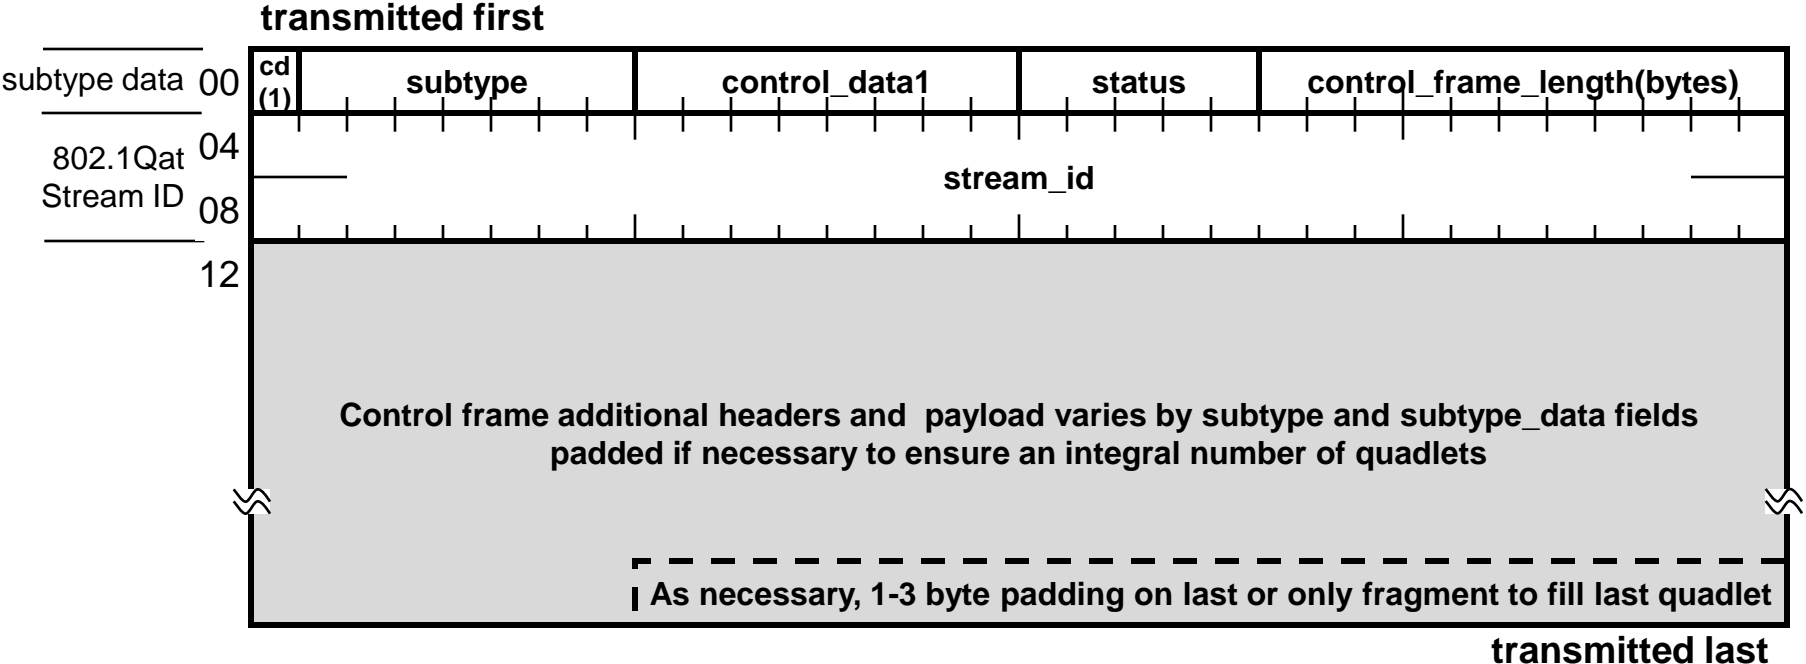 transmitted first
subtype data 00 cd (1) subtype control_data1 status control_frame_length(bytes)
04
802.1Qat
Stream ID
stream_id
08
12
Control frame additional headers and payload varies by subtype and subtype_data fields
padded if necessary to ensure an integral number of quadlets
As necessary, 1-3 byte padding on last or only fragment to fill last quadlet
transmitted last